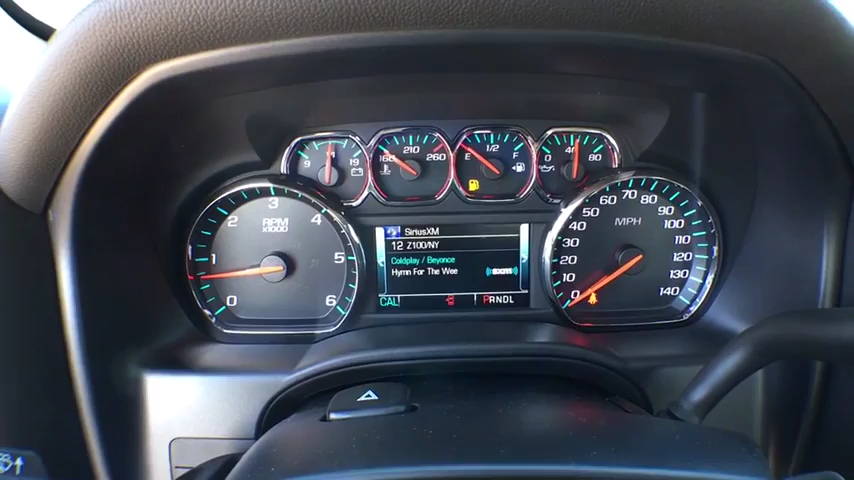 9 14 19
160 210 260
E 1/2 F
0 40 80
RPM
X1000
0 1 2 3 4 5 6
SiriusXM
12 Z100/NY
Coldplay / Beyonce
Hymn For The Wee
SXM
CAL PRNDL
MPH
0 10 20 30 40 50 60 70 80 90 100 110 120 130 140